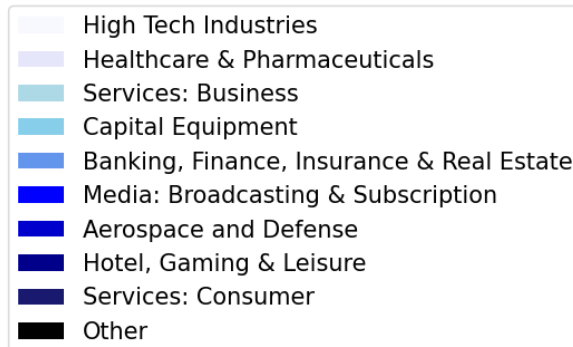 High Tech Industries
Healthcare & Pharmaceuticals
Services: Business
Capital Equipment
Banking, Finance, Insurance & Real Estate
Media: Broadcasting & Subscription
Aerospace and Defense
Hotel, Gaming & Leisure
Services: Consumer
Other